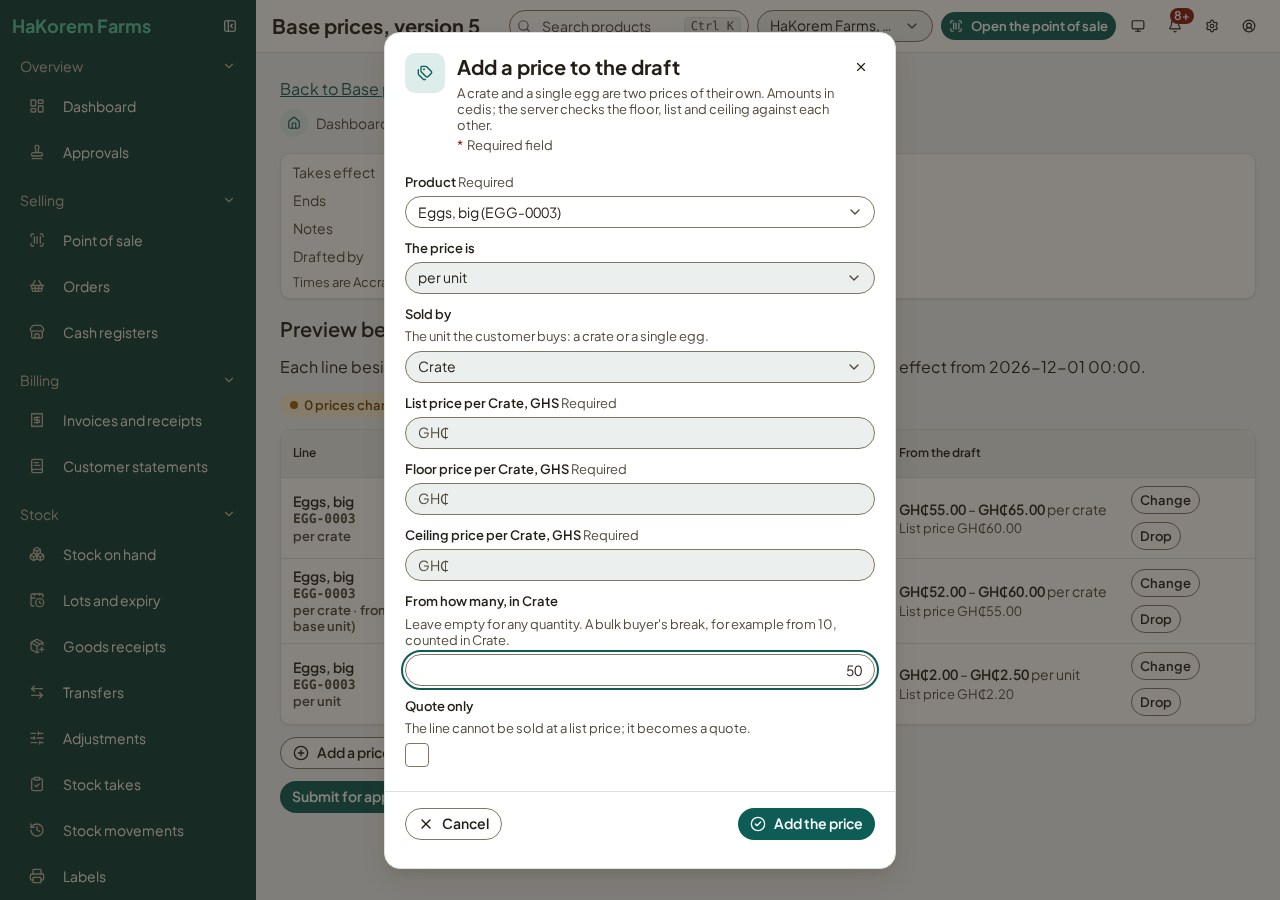 HaKorem Farms
Base prices, version 5
Search products
Ctrl K
HaKorem Farms, ...
Open the point of sale
8+
Overview
Dashboard
Approvals
Selling
Point of sale
Orders
Cash registers
Billing
Invoices and receipts
Customer statements
Stock
Stock on hand
Lots and expiry
Goods receipts
Transfers
Adjustments
Stock takes
Stock movements
Labels
Back to Base
Dashboard
Takes effect
Ends
Notes
Drafted by
Times are Accra
Preview
Each line
effect from 2026-12-01 00:00.
0 prices
Line
From the draft
Eggs, big
EGG-0003
per crate
GH₵55.00 – GH₵65.00 per crate
List price GH₵60.00
Change
Drop
Eggs, big
EGG-0003
per crate · from
base unit)
GH₵52.00 – GH₵60.00 per crate
List price GH₵55.00
Change
Drop
Eggs, big
EGG-0003
per unit
GH₵2.00 – GH₵2.50 per unit
List price GH₵2.20
Change
Drop
Add a price
Submit for
Add a price to the draft
A crate and a single egg are two prices of their own. Amounts in
cedis; the server checks the floor, list and ceiling against each
other.
* Required field
Product Required
Eggs, big (EGG-0003)
The price is
per unit
Sold by
The unit the customer buys: a crate or a single egg.
Crate
List price per Crate, GHS Required
GH₵
Floor price per Crate, GHS Required
GH₵
Ceiling price per Crate, GHS Required
GH₵
From how many, in Crate
Leave empty for any quantity. A bulk buyer's break, for example from 10,
counted in Crate.
50
Quote only
The line cannot be sold at a list price; it becomes a quote.
Cancel
Add the price